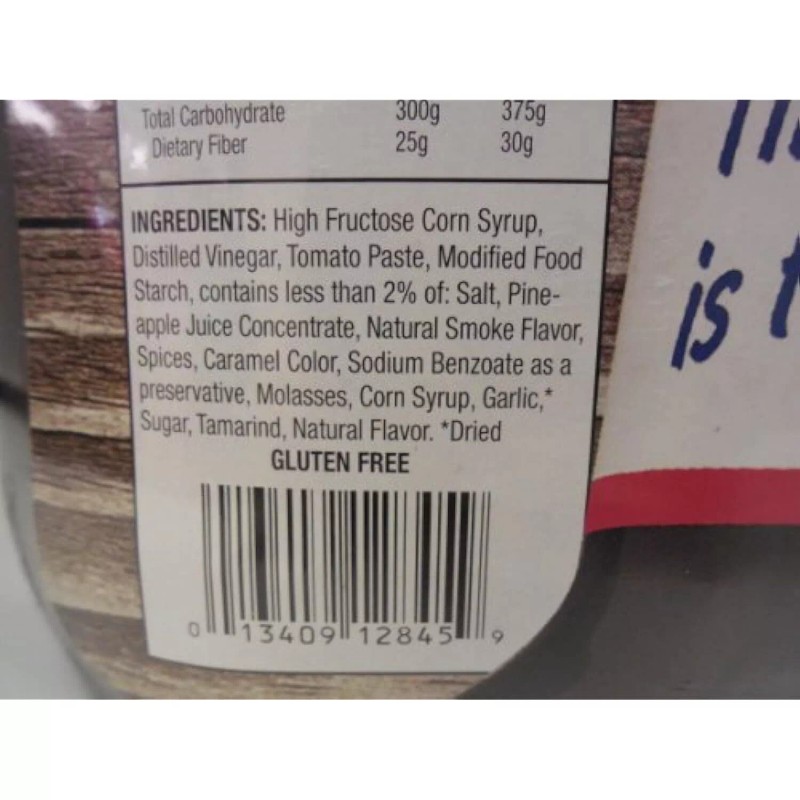 Total Carbohydrate 300g 375g
Dietary Fiber 25g 30g
INGREDIENTS: High Fructose Corn Syrup,
Distilled Vinegar, Tomato Paste, Modified Food
Starch, contains less than 2% of: Salt, Pine-
apple Juice Concentrate, Natural Smoke Flavor,
Spices, Caramel Color, Sodium Benzoate as a
preservative, Molasses, Corn Syrup, Garlic,*
Sugar, Tamarind, Natural Flavor. *Dried
GLUTEN FREE
0 13409 12845 9
is